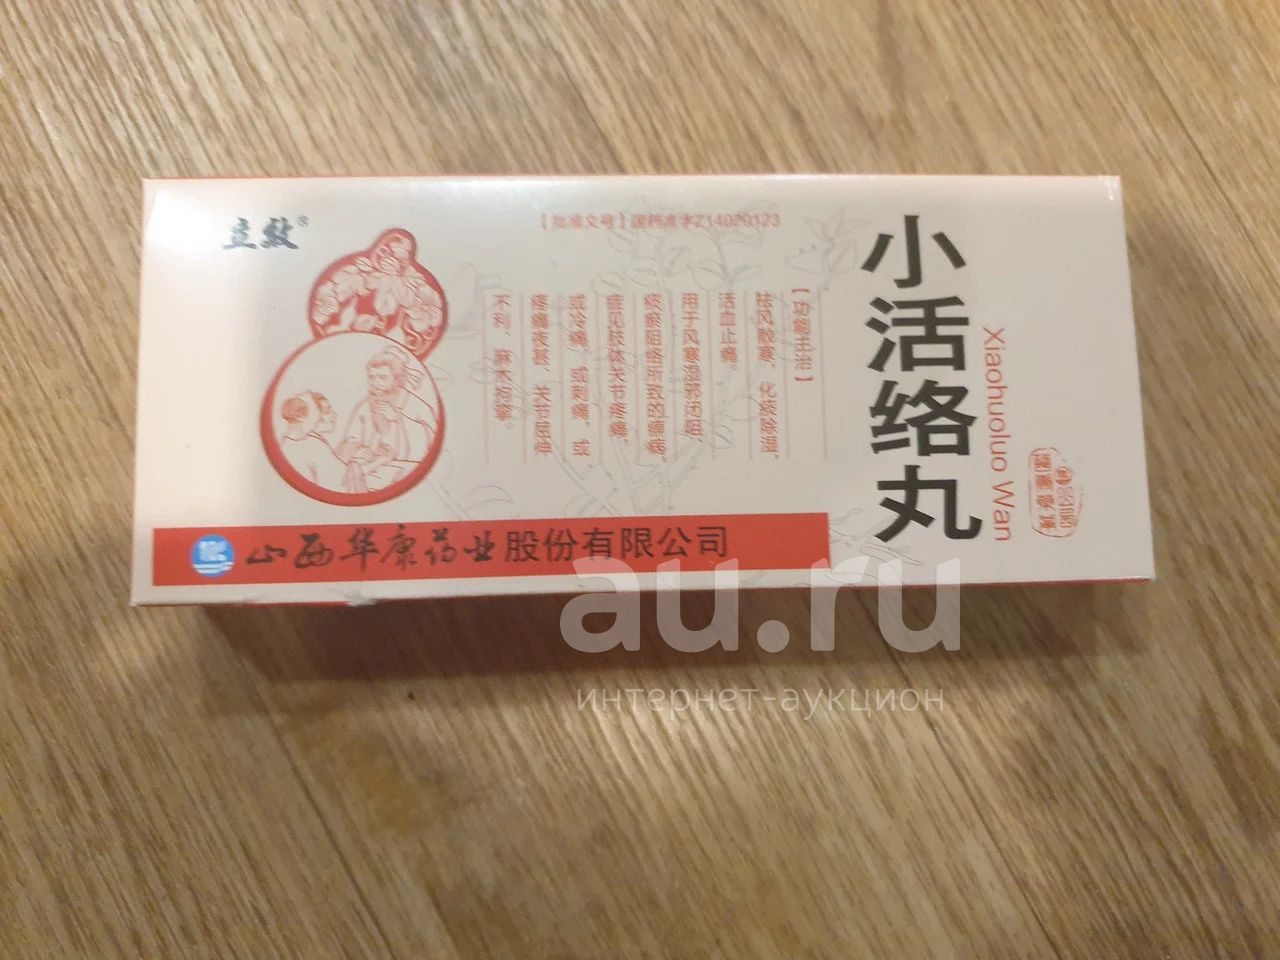 立效®
【批准文号】国药准字Z14020123
小活络丸
Xiaohuoluo Wan
【功能主治】
祛风散寒，化痰除湿，
活血止痛。
用于风寒湿邪闭阻、
痰瘀阻络所致的痹病，
症见肢体关节疼痛，
或冷痛，或刺痛，或
疼痛夜甚、关节屈伸
不利、麻木拘挛。
山西华康药业股份有限公司
au.ru
интернет-аукцион